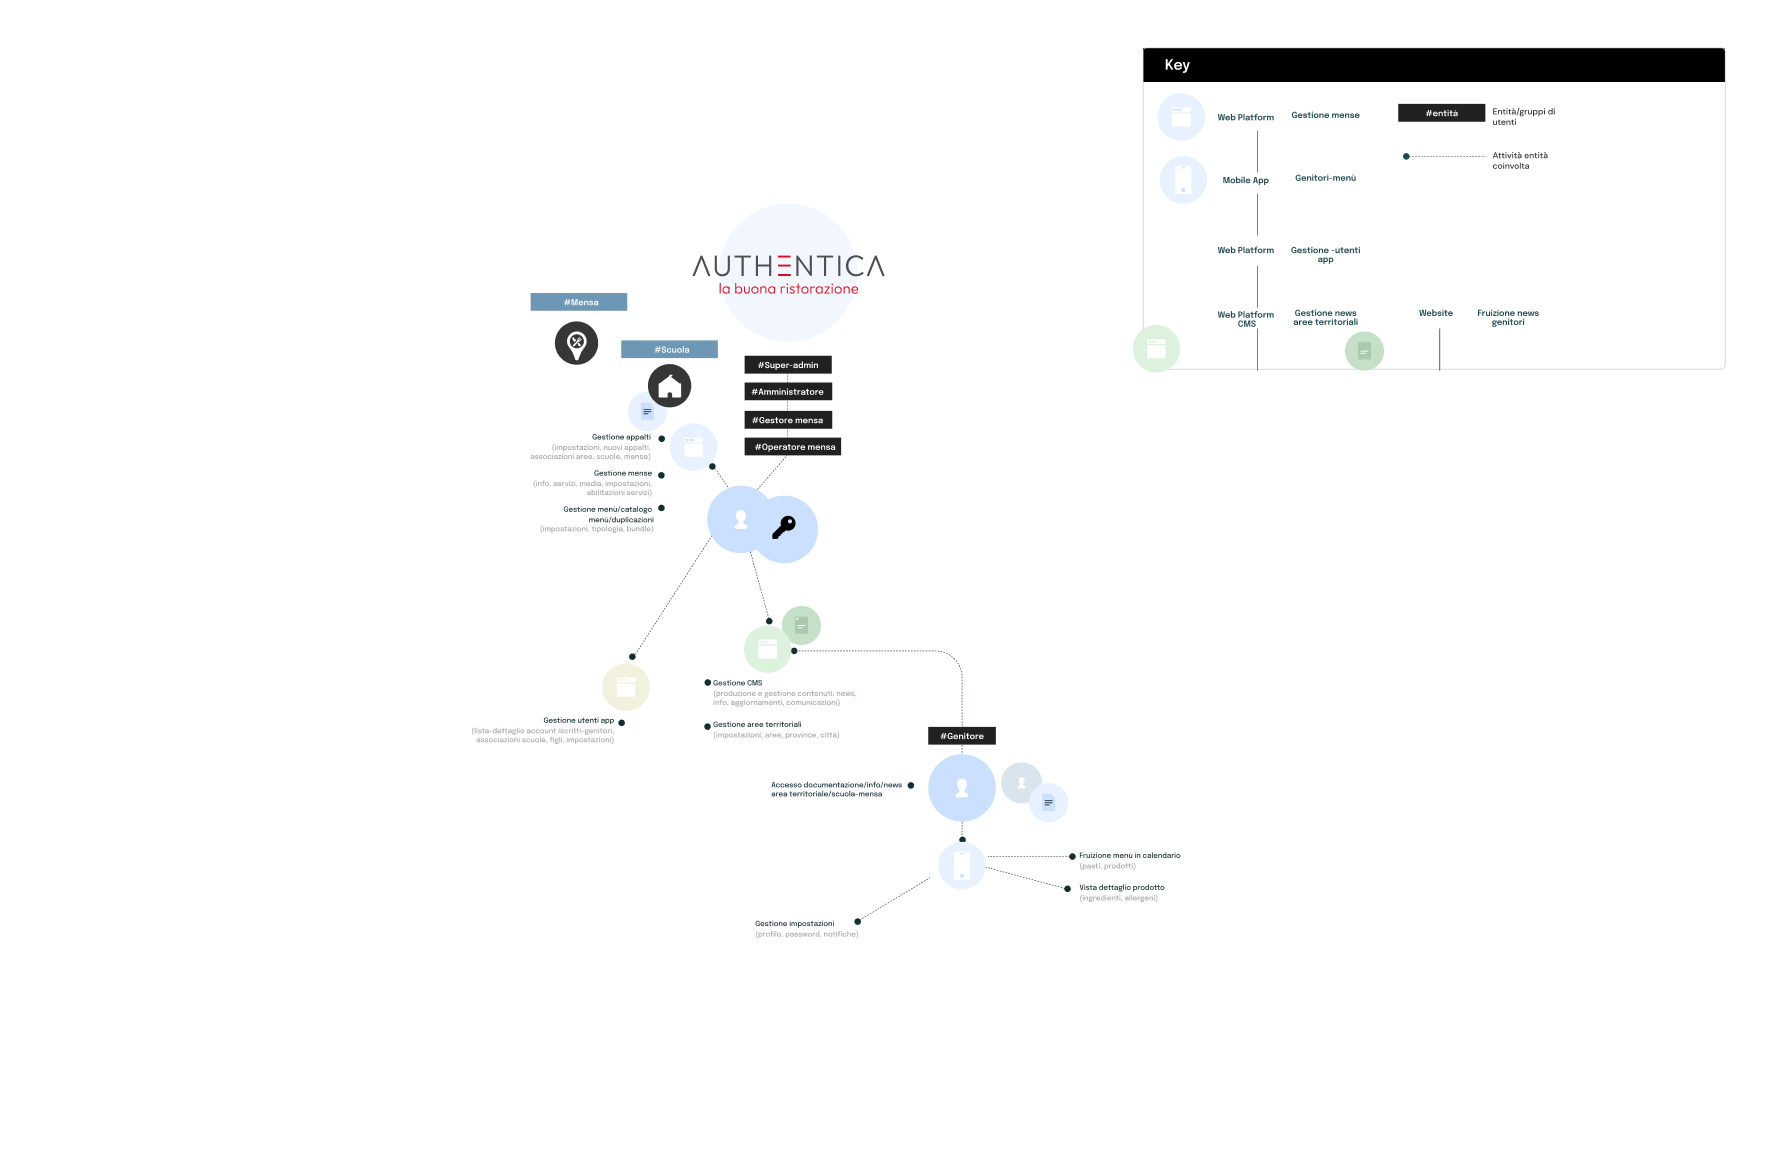 Key
Web Platform
Gestione mense
#entità
Entità/gruppi di
utenti
Mobile App
Genitori-menù
Attività entità
coinvolta
Web Platform
Gestione -utenti
app
Web Platform
CMS
Gestione news
aree territoriali
Website
Fruizione news
genitori
AUTHENTICA
la buona ristorazione
#Mensa
#Scuola
#Super-admin
#Amministratore
#Gestore mensa
#Operatore mensa
Gestione appalti
(impostazioni, nuovi appalti,
associazioni aree, scuole, mense)
Gestione mense
(info, servizi, media, impostazioni,
abilitazioni servizi)
Gestione menù/catalogo
menù/duplicazioni
(impostazioni, tipologia, bundle)
Gestione utenti app
(lista-dettaglio account iscritti-genitori,
associazioni scuole, figli, impostazioni)
Gestione CMS
(produzione e gestione contenuti, news,
info, aggiornamenti, comunicazioni)
Gestione aree territoriali
(impostazioni, aree, province, città)
#Genitore
Accesso documentazione/info/news
area territoriale/scuola-mensa
Fruizione menù in calendario
(pasti, prodotti)
Vista dettaglio prodotto
(ingredienti, allergeni)
Gestione impostazioni
(profilo, password, notifiche)